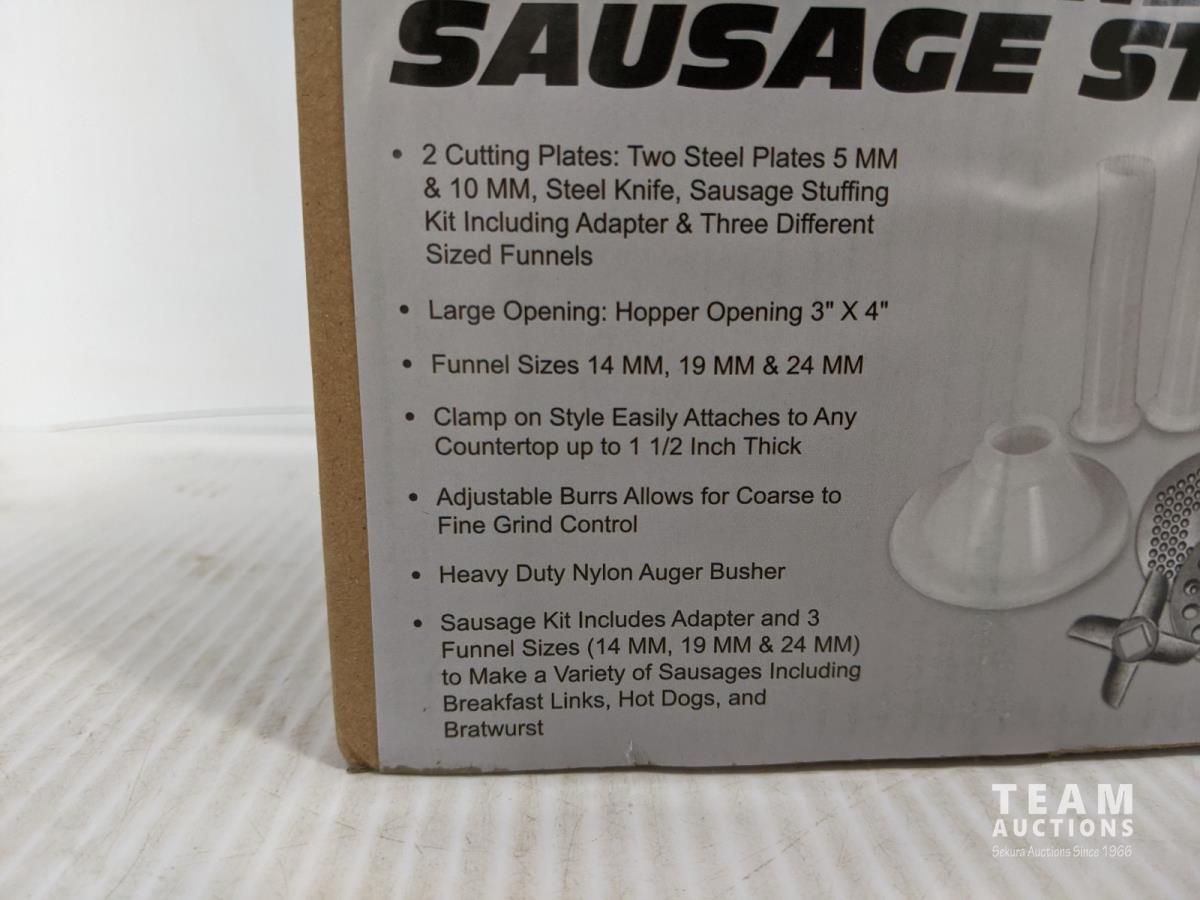 SAUSAGE
• 2 Cutting Plates: Two Steel Plates 5 MM
& 10 MM, Steel Knife, Sausage Stuffing
Kit Including Adapter & Three Different
Sized Funnels
• Large Opening: Hopper Opening 3" X 4"
• Funnel Sizes 14 MM, 19 MM & 24 MM
• Clamp on Style Easily Attaches to Any
Countertop up to 1 1/2 Inch Thick
• Adjustable Burrs Allows for Coarse to
Fine Grind Control
• Heavy Duty Nylon Auger Busher
• Sausage Kit Includes Adapter and 3
Funnel Sizes (14 MM, 19 MM & 24 MM)
to Make a Variety of Sausages Including
Breakfast Links, Hot Dogs, and
Bratwurst
TEAM
AUCTIONS
Sekura Auctions Since 1966